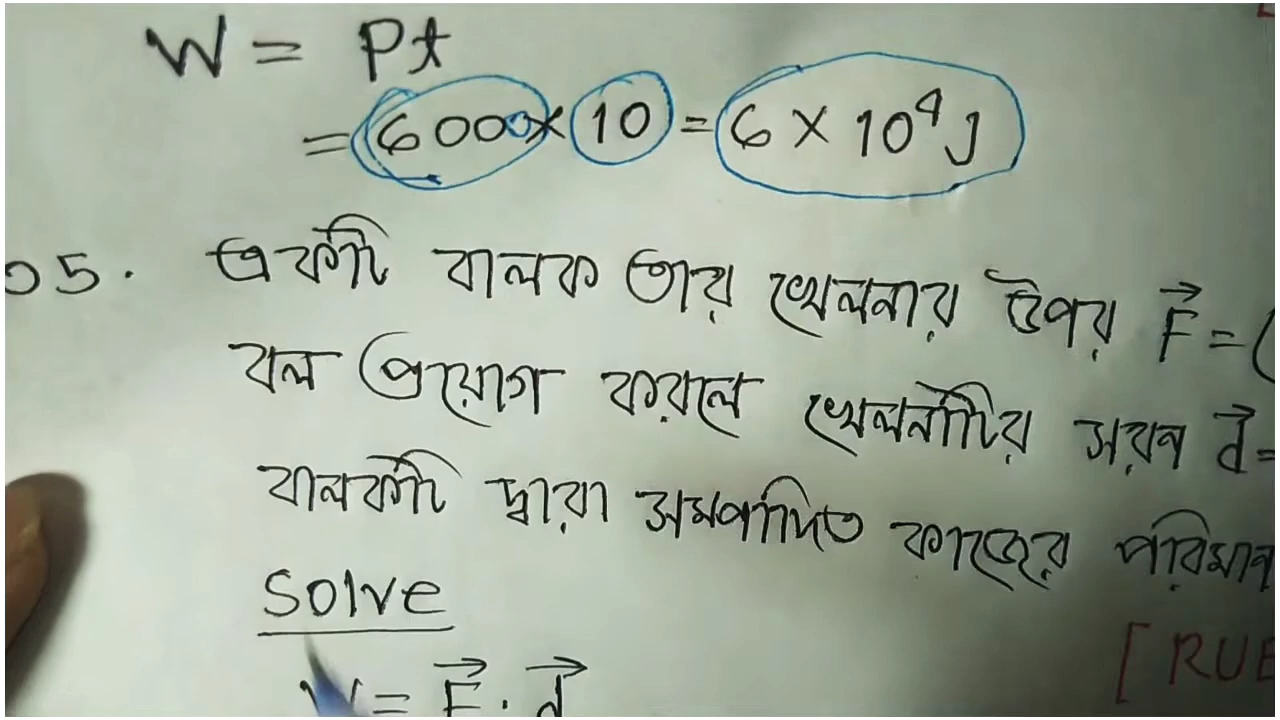 W = Pt
= 6000 × 10 = 6 × 10⁴ J
05. একটি বালক তার খেলনার উপর F⃗ = (
বল প্রয়োগ করলে খেলনাটির সরন d⃗ =
বালকটি দ্বারা সম্পাদিত কাজের পরিমান
Solve
W = F⃗ . d⃗
[ RUE